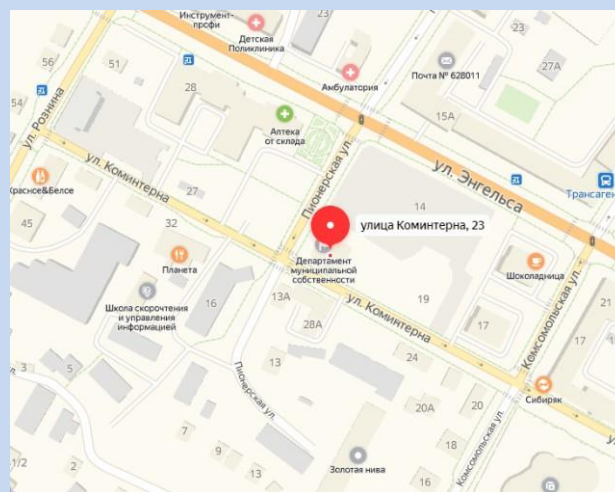 Инструмент-
профи
23
Детская
Поликлиника
23
56
51
28
Амбулатория
Почта № 628011
27А
54
ул. Рознина
Аптека
от склада
15А
ул. Коминтерна
Пионерская ул.
ул. Энгельса
Трансаген
Красное&Белое
27
14
улица Коминтерна, 23
45
32
Планета
Департамент
муниципальной
собственности
Шоколадница
Школа скорочтения
и управления
информацией
16
13А
ул. Коминтерна
19
Комсомольская ул.
21
28А
17
17
3
5
13
Пионерская ул.
24
Сибиряк
20А
20
7
9
18
Комсомольская ул.
1/2
2
13
Золотая нива
16